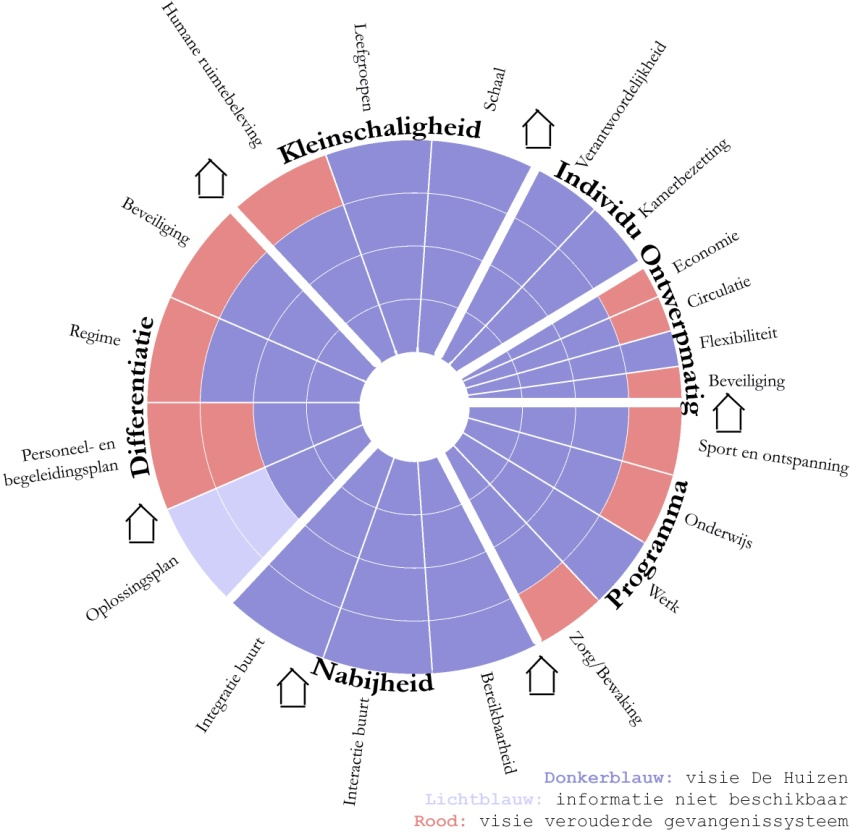 Humane ruimtebeleving
Leefgroepen
Schaal
Kleinschaligheid
Verantwoordelijkheid
Kamerbezetting
Individu
Economie
Circulatie
Flexibiliteit
Beveiliging
Ontwerpmatig
Sport en ontspanning
Onderwijs
Werk
Zorg/Bewaking
Programma
Bereikbaarheid
Interactie buurt
Integratie buurt
Nabijheid
Oplossingsplan
Personeel- en
begeleidingsplan
Regime
Beveiliging
Differentiatie
Donkerblauw: visie De Huizen
Lichtblauw: informatie niet beschikbaar
Rood: visie verouderde gevangenissysteem